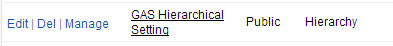 Edit | Del | Manage GAS Hierarchical Public Hierarchy
Setting